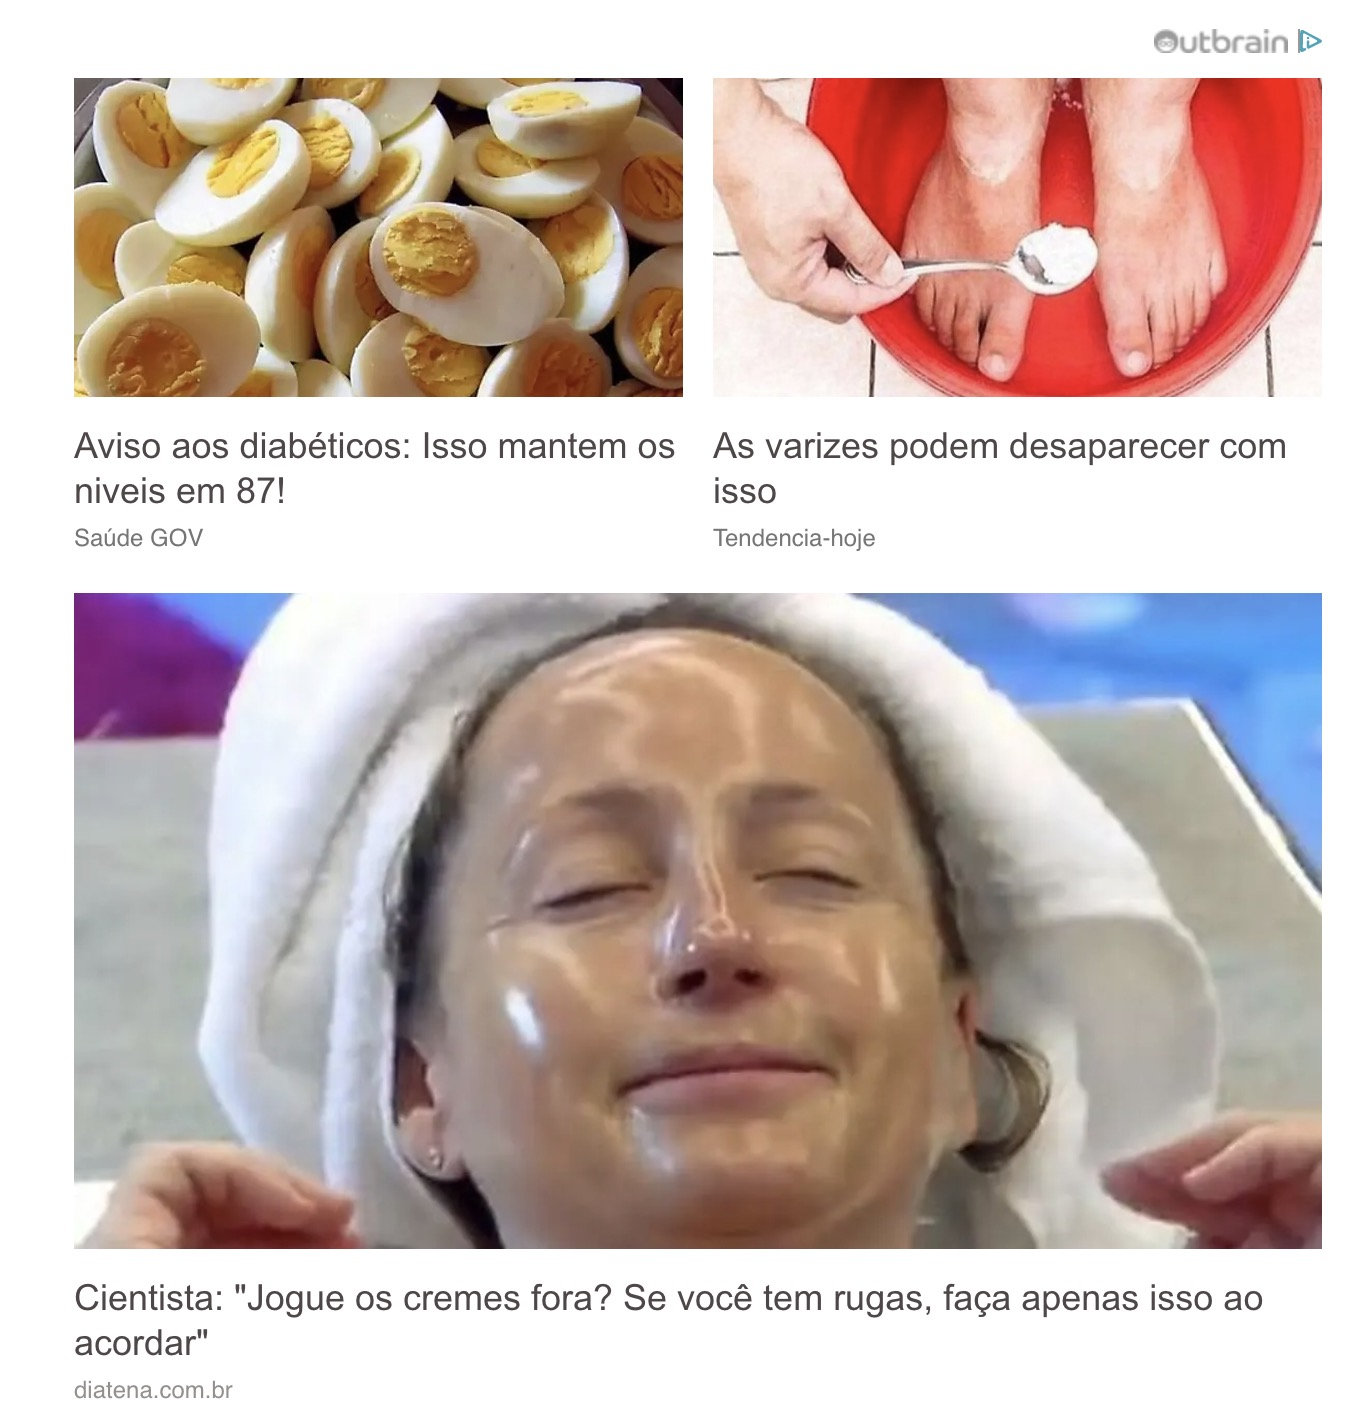 Outbrain
Aviso aos diabéticos: Isso mantem os
niveis em 87!
Saúde GOV
As varizes podem desaparecer com
isso
Tendencia-hoje
Cientista: "Jogue os cremes fora? Se você tem rugas, faça apenas isso ao
acordar"
diatena.com.br